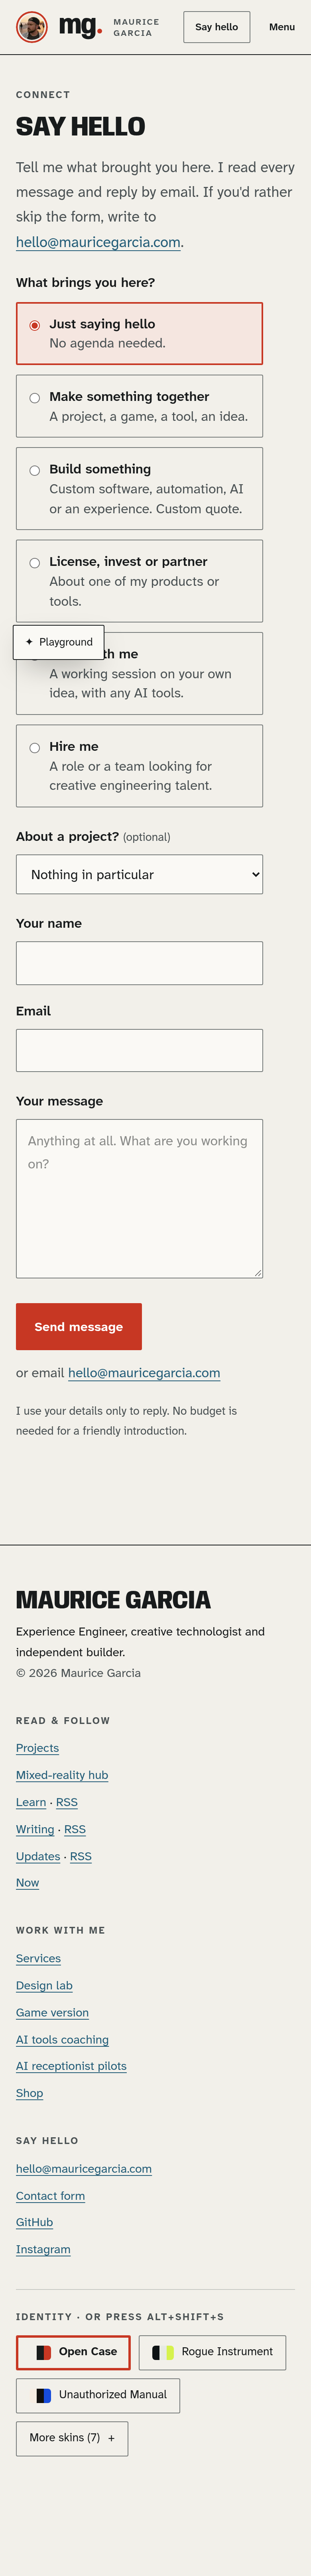 mg.
MAURICE
GARCIA
Say hello
Menu
CONNECT
SAY HELLO
Tell me what brought you here. I read every
message and reply by email. If you'd rather
skip the form, write to
hello@mauricegarcia.com.
What brings you here?
Just saying hello
No agenda needed.
Make something together
A project, a game, a tool, an idea.
Build something
Custom software, automation, AI
or an experience. Custom quote.
License, invest or partner
About one of my products or
tools.
✦ Playground
with me
A working session on your own
idea, with any AI tools.
Hire me
A role or a team looking for
creative engineering talent.
About a project? (optional)
Nothing in particular
Your name
Email
Your message
Anything at all. What are you working
on?
Send message
or email hello@mauricegarcia.com
I use your details only to reply. No budget is
needed for a friendly introduction.
MAURICE GARCIA
Experience Engineer, creative technologist and
independent builder.
© 2026 Maurice Garcia
READ & FOLLOW
Projects
Mixed-reality hub
Learn · RSS
Writing · RSS
Updates · RSS
Now
WORK WITH ME
Services
Design lab
Game version
AI tools coaching
AI receptionist pilots
Shop
SAY HELLO
hello@mauricegarcia.com
Contact form
GitHub
Instagram
IDENTITY · OR PRESS ALT+SHIFT+S
Open Case
Rogue Instrument
Unauthorized Manual
More skins (7) +